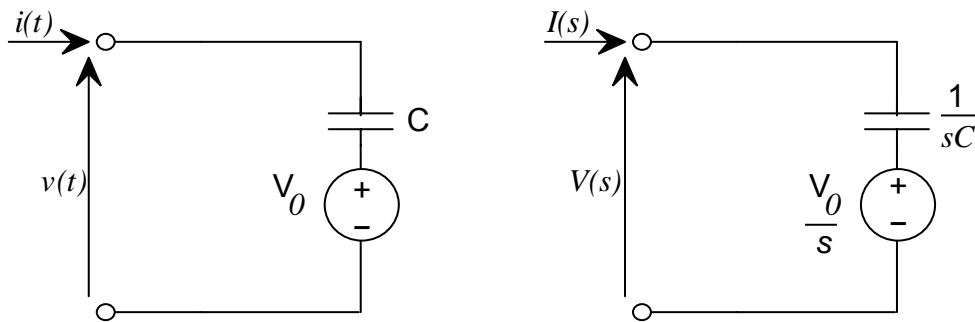 i(t)
C
v(t)
V0
+
−
I(s)
1
sC
V(s)
V0
s
+
−